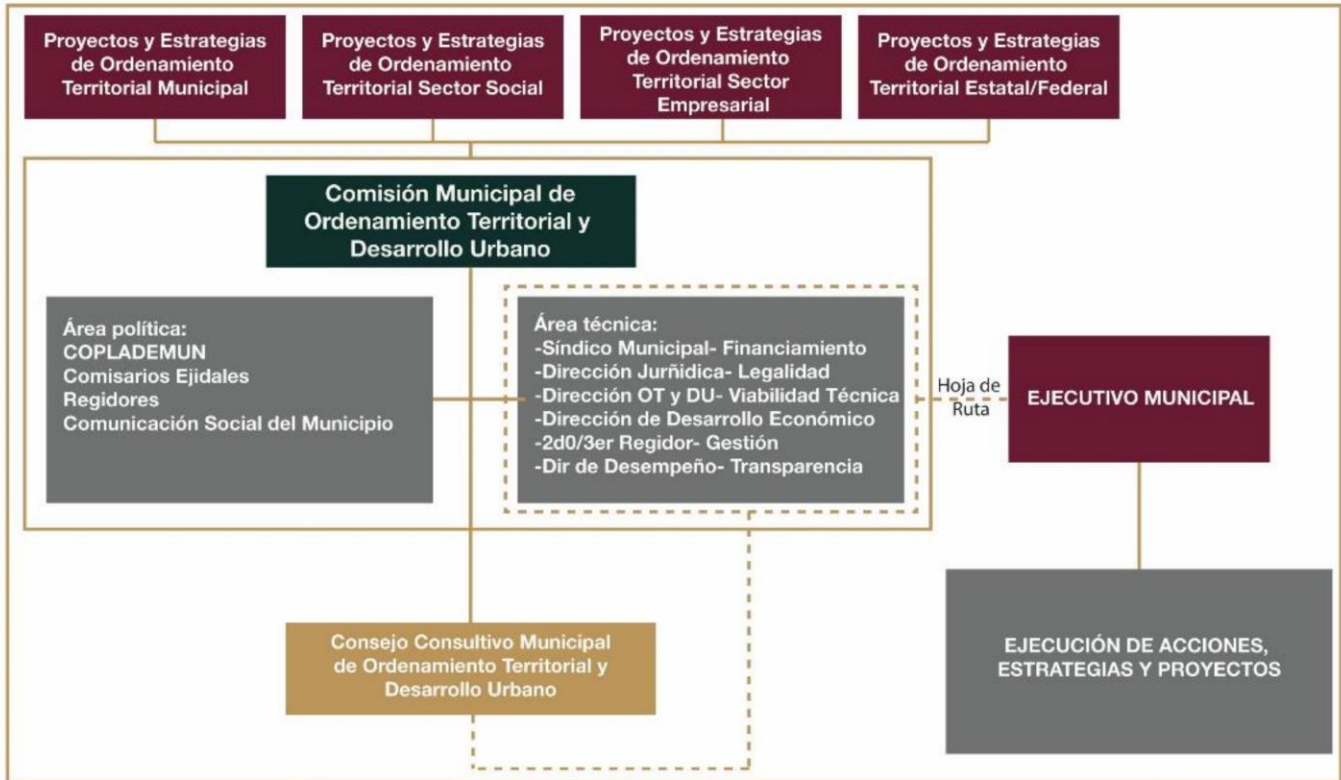 Proyectos y Estrategias
de Ordenamiento
Territorial Municipal
Proyectos y Estrategias
de Ordenamiento
Territorial Sector Social
Proyectos y Estrategias
de Ordenamiento
Territorial Sector
Empresarial
Proyectos y Estrategias
de Ordenamiento
Territorial Estatal/Federal
Comisión Municipal de
Ordenamiento Territorial y
Desarrollo Urbano
Área política:
COPLADEMUN
Comisarios Ejidales
Regidores
Comunicación Social del Municipio
Área técnica:
-Síndico Municipal- Financiamiento
-Dirección Jurñidica- Legalidad
-Dirección OT y DU- Viabilidad Técnica
-Dirección de Desarrollo Económico
-2d0/3er Regidor- Gestión
-Dir de Desempeño- Transparencia
Hoja de
Ruta
EJECUTIVO MUNICIPAL
Consejo Consultivo Municipal
de Ordenamiento Territorial y
Desarrollo Urbano
EJECUCIÓN DE ACCIONES,
ESTRATEGIAS Y PROYECTOS